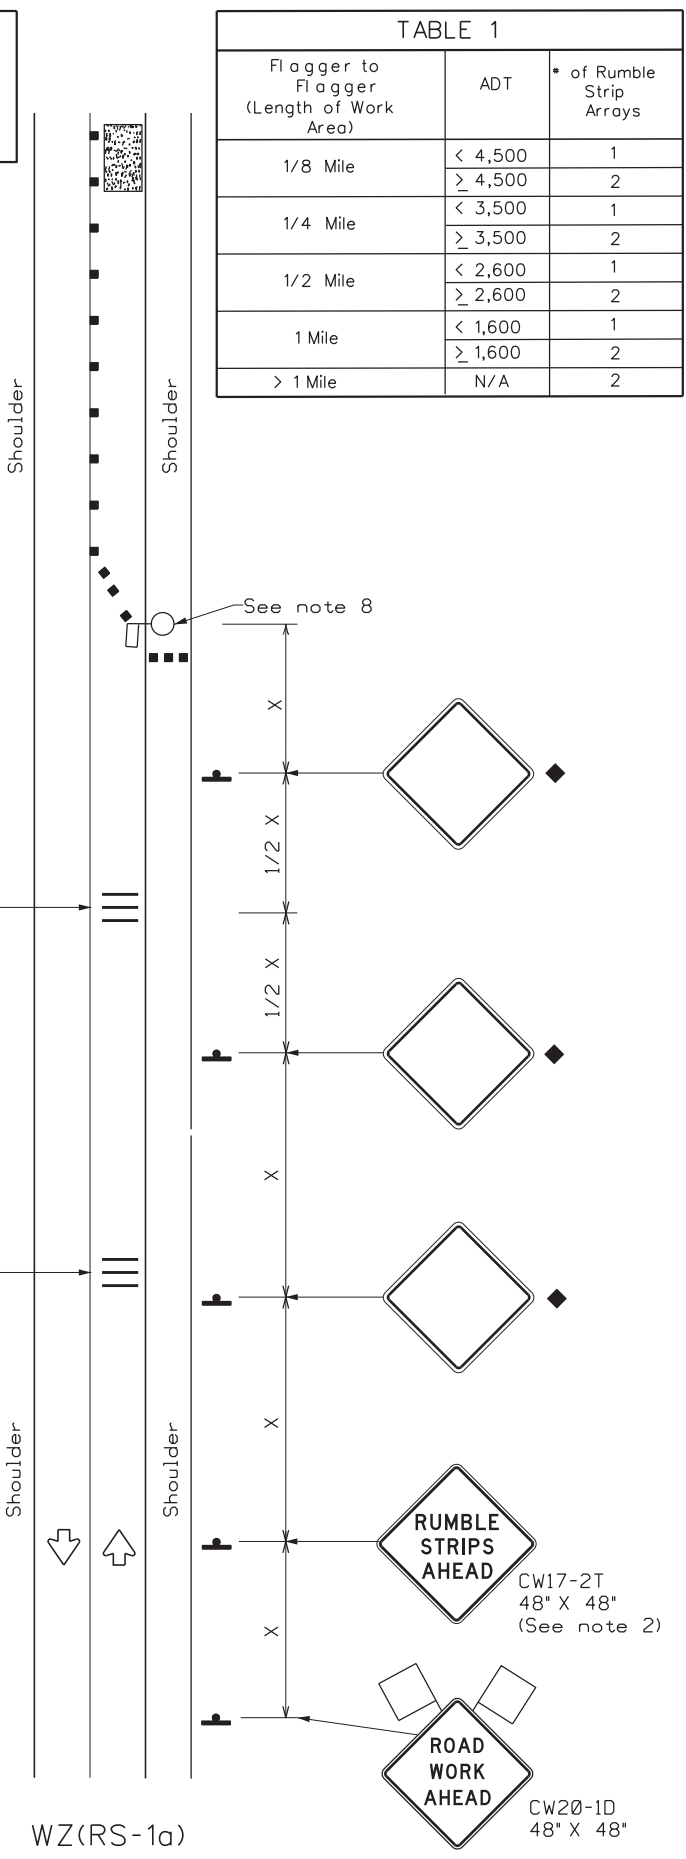 TABLE 1
Flagger to
Flagger
(Length of Work
Area)
ADT
* of Rumble
Strip
Arrays
1/8 Mile
< 4,500
1
≥ 4,500
2
1/4 Mile
< 3,500
1
≥ 3,500
2
1/2 Mile
< 2,600
1
≥ 2,600
2
1 Mile
< 1,600
1
≥ 1,600
2
> 1 Mile
N/A
2
Shoulder
Shoulder
See note 8
X
1/2 X
1/2 X
X
X
Shoulder
Shoulder
RUMBLE
STRIPS
AHEAD
CW17-2T
48" X 48"
(See note 2)
X
ROAD
WORK
AHEAD
CW20-1D
48" X 48"
WZ(RS-1a)